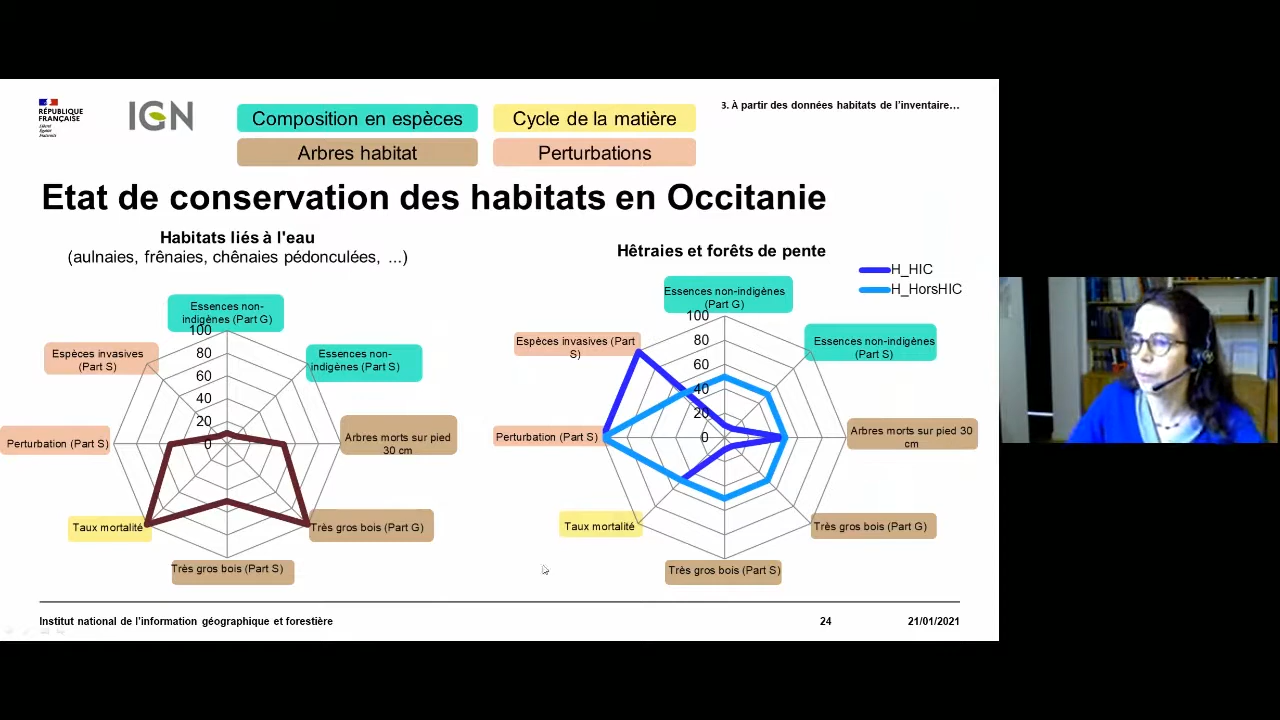 RÉPUBLIQUE
FRANÇAISE
Liberté
Égalité
Fraternité
IGN
3. À partir des données habitats de l'inventaire…
Composition en espèces
Cycle de la matière
Arbres habitat
Perturbations
Etat de conservation des habitats en Occitanie
Habitats liés à l'eau
(aulnaies, frênaies, chênaies pédonculées, ...)
Essences non-
indigènes (Part G)
100
80
60
40
20
0
Essences non-
indigènes (Part S)
Arbres morts sur pied
30 cm
Très gros bois (Part G)
Très gros bois (Part S)
Taux mortalité
Perturbation (Part S)
Espèces invasives
(Part S)
Hêtraies et forêts de pente
H_HIC
H_HorsHIC
Essences non-indigènes
(Part G)
100
80
60
40
20
0
Essences non-indigènes
(Part S)
Arbres morts sur pied 30
cm
Très gros bois (Part G)
Très gros bois (Part S)
Taux mortalité
Perturbation (Part S)
Espèces invasives (Part
S)
Institut national de l'information géographique et forestière
24
21/01/2021